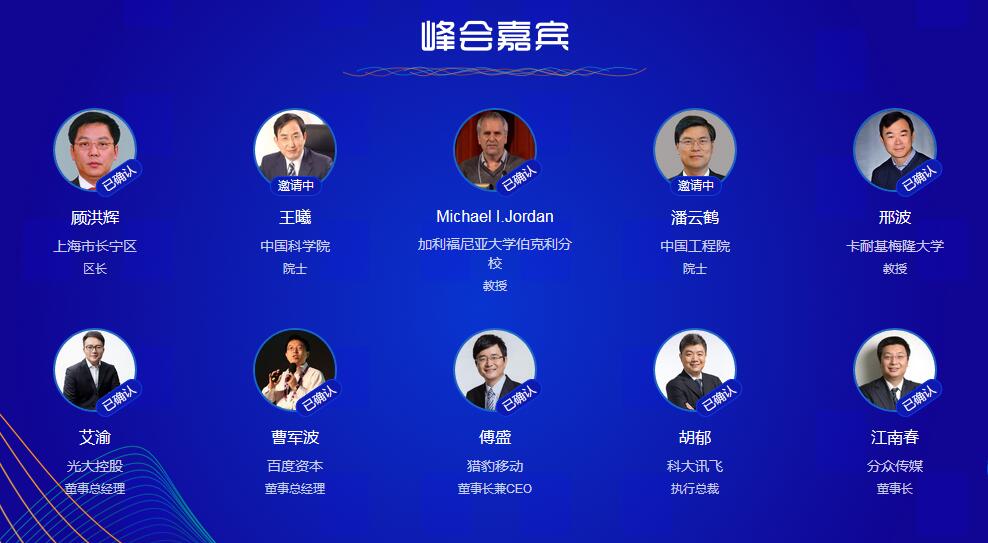 峰会嘉宾
已确认
邀请中
已确认
邀请中
已确认
顾洪辉
王曦
Michael I.Jordan
潘云鹤
邢波
上海市长宁区
中国科学院
加利福尼亚大学伯克利分
校
中国工程院
卡耐基梅隆大学
区长
院士
教授
院士
教授
已确认
已确认
已确认
已确认
已确认
艾渝
曹军波
傅盛
胡郁
江南春
光大控股
百度资本
猎豹移动
科大讯飞
分众传媒
董事总经理
董事总经理
董事长兼CEO
执行总裁
董事长